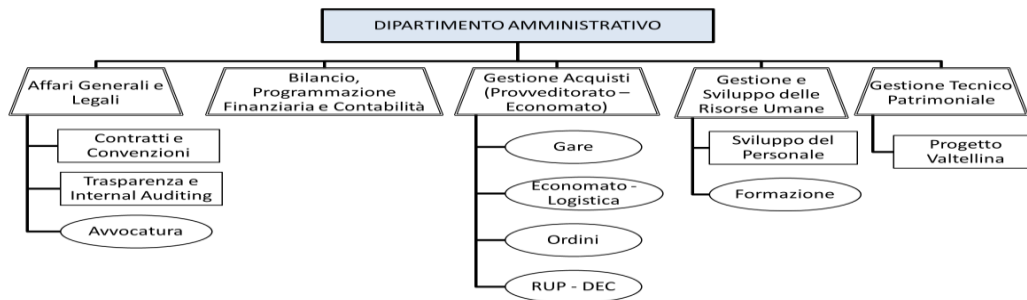 DIPARTIMENTO AMMINISTRATIVO
Affari Generali e
Legali
Contratti e
Convenzioni
Trasparenza e
Internal Auditing
Avvocatura
Bilancio,
Programmazione
Finanziaria e Contabilità
Gestione Acquisti
(Provveditorato –
Economato)
Gare
Economato -
Logistica
Ordini
RUP - DEC
Gestione e
Sviluppo delle
Risorse Umane
Sviluppo del
Personale
Formazione
Gestione Tecnico
Patrimoniale
Progetto
Valtellina